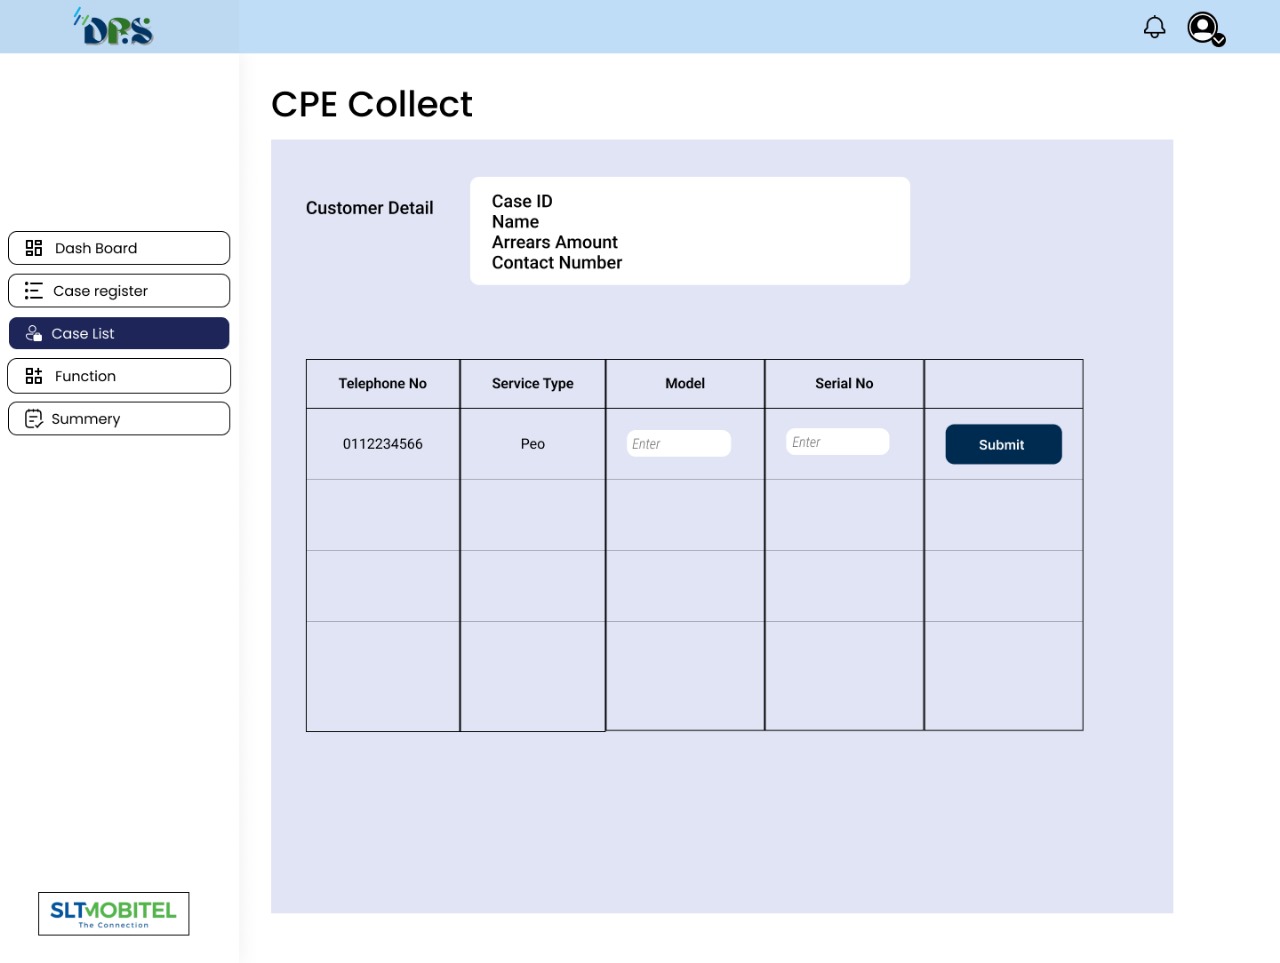 DRS
CPE Collect
Customer Detail
Case ID
Name
Arrears Amount
Contact Number
Dash Board
Case register
Case List
Function
Summery
Telephone No Service Type Model Serial No
0112234566 Peo Enter Enter Submit
SLTMOBITEL
The Connection